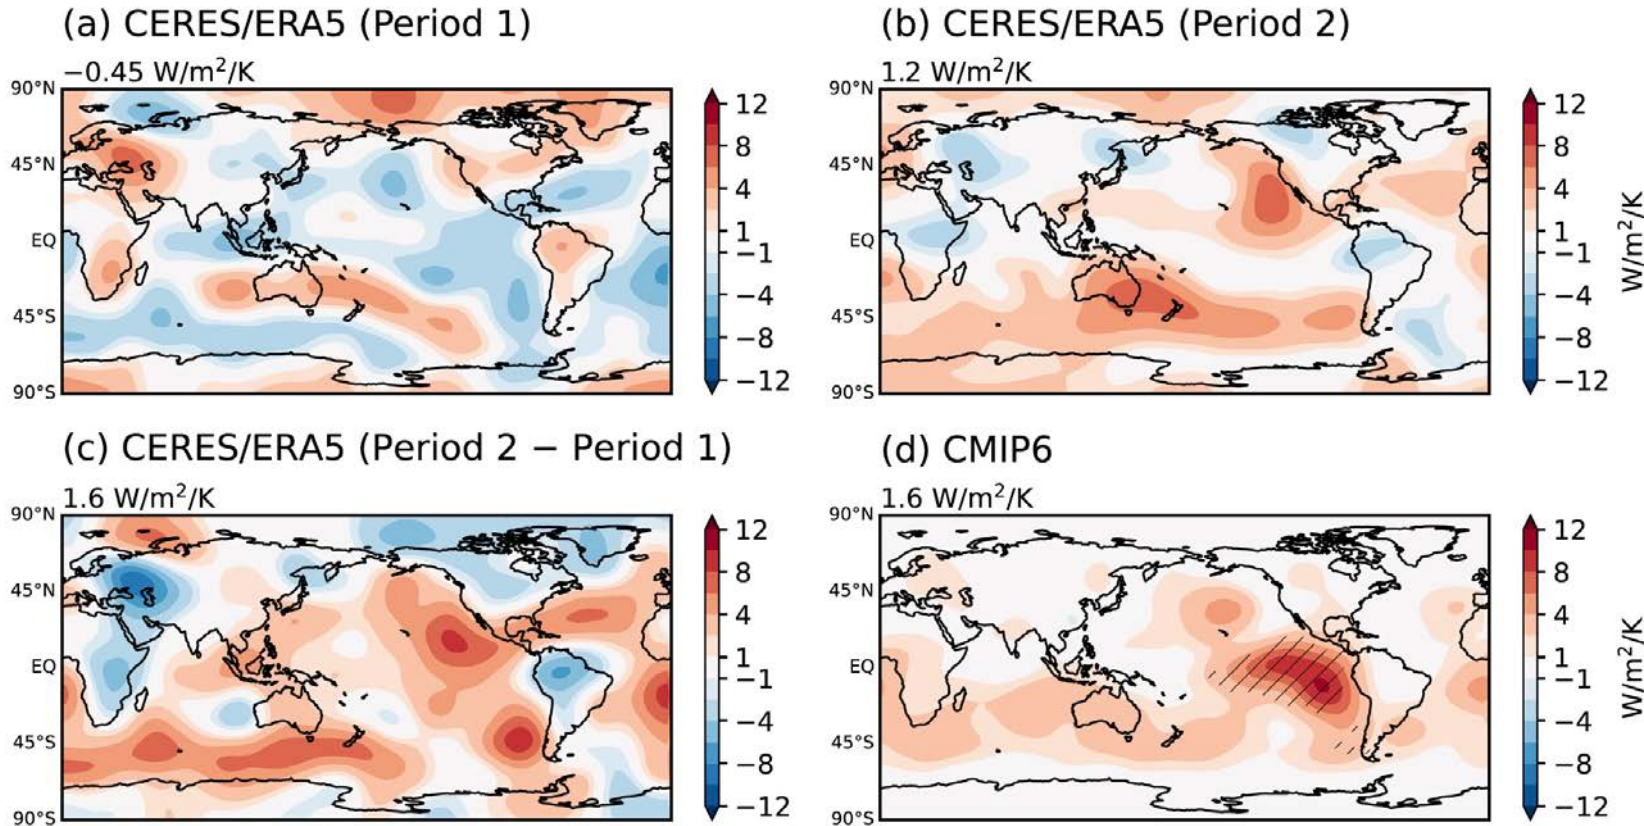 (a) CERES/ERA5 (Period 1)
−0.45 W/m²/K
90°N
45°N
EQ
45°S
90°S
12
8
4
1
−1
−4
−8
−12
(b) CERES/ERA5 (Period 2)
1.2 W/m²/K
90°N
45°N
EQ
45°S
90°S
12
8
4
1
−1
−4
−8
−12
W/m²/K
(c) CERES/ERA5 (Period 2 − Period 1)
1.6 W/m²/K
90°N
45°N
EQ
45°S
90°S
12
8
4
1
−1
−4
−8
−12
(d) CMIP6
1.6 W/m²/K
90°N
45°N
EQ
45°S
90°S
12
8
4
1
−1
−4
−8
−12
W/m²/K